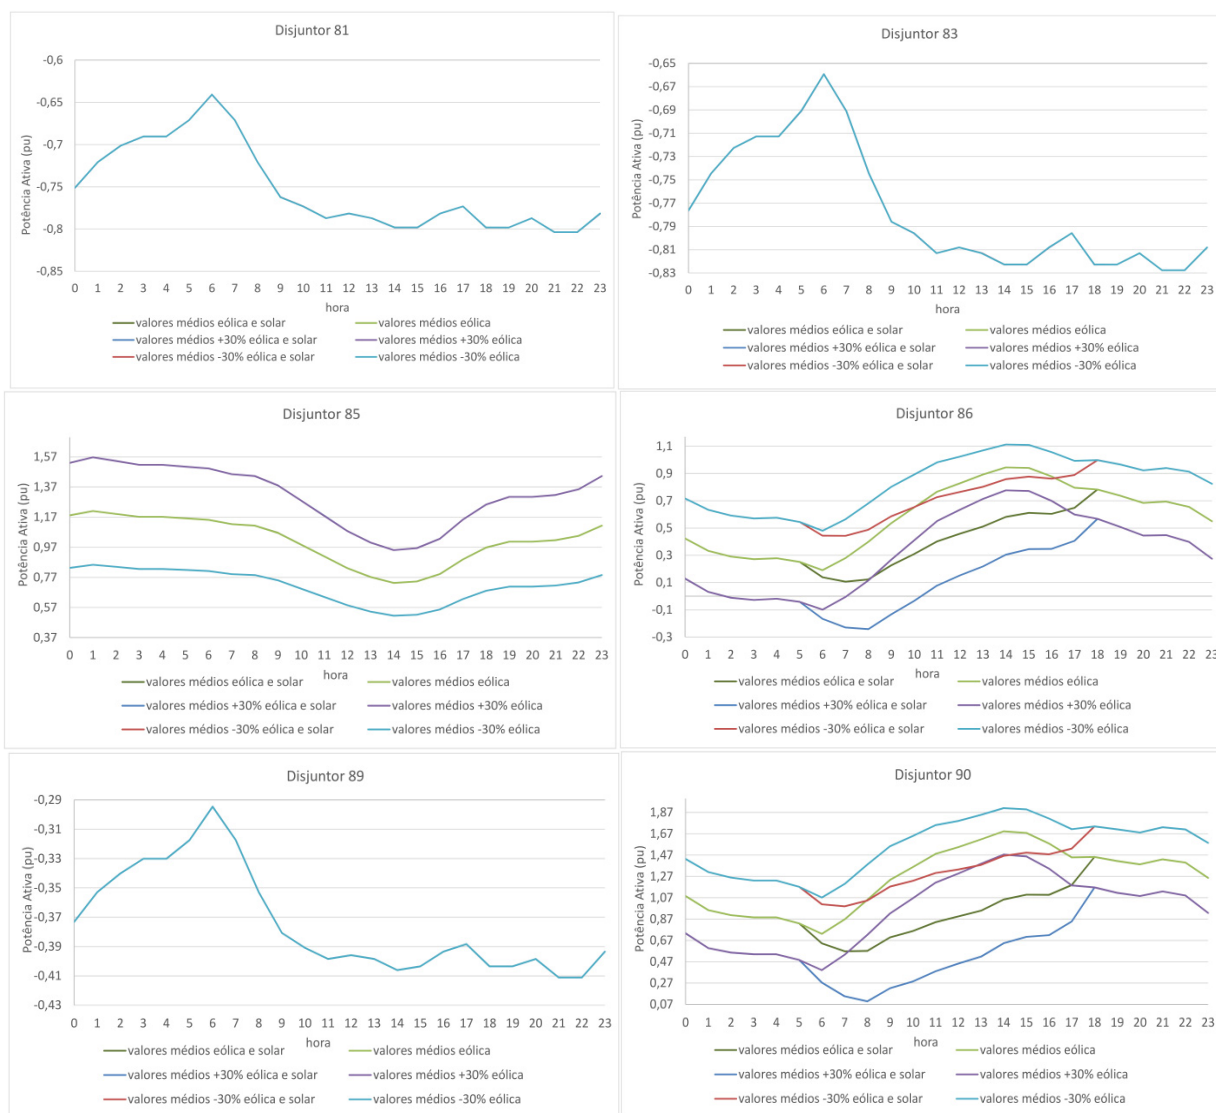 Disjuntor 81
Potência Ativa (pu)
-0,6
-0,65
-0,7
-0,75
-0,8
-0,85
0 1 2 3 4 5 6 7 8 9 10 11 12 13 14 15 16 17 18 19 20 21 22 23
hora
valores médios eólica e solar valores médios eólica
valores médios +30% eólica e solar valores médios +30% eólica
valores médios -30% eólica e solar valores médios -30% eólica
Disjuntor 83
Potência Ativa (pu)
-0,65
-0,67
-0,69
-0,71
-0,73
-0,75
-0,77
-0,79
-0,81
-0,83
0 1 2 3 4 5 6 7 8 9 10 11 12 13 14 15 16 17 18 19 20 21 22 23
hora
valores médios eólica e solar valores médios eólica
valores médios +30% eólica e solar valores médios +30% eólica
valores médios -30% eólica e solar valores médios -30% eólica
Disjuntor 85
Potência Ativa (pu)
1,57
1,37
1,17
0,97
0,77
0,57
0,37
0 1 2 3 4 5 6 7 8 9 10 11 12 13 14 15 16 17 18 19 20 21 22 23
hora
valores médios eólica e solar valores médios eólica
valores médios +30% eólica e solar valores médios +30% eólica
valores médios -30% eólica e solar valores médios -30% eólica
Disjuntor 86
Potência Ativa (pu)
1,1
0,9
0,7
0,5
0,3
0,1
-0,1
-0,3
0 1 2 3 4 5 6 7 8 9 10 11 12 13 14 15 16 17 18 19 20 21 22 23
hora
valores médios eólica e solar valores médios eólica
valores médios +30% eólica e solar valores médios +30% eólica
valores médios -30% eólica e solar valores médios -30% eólica
Disjuntor 89
Potência Ativa (pu)
-0,29
-0,31
-0,33
-0,35
-0,37
-0,39
-0,41
-0,43
0 1 2 3 4 5 6 7 8 9 10 11 12 13 14 15 16 17 18 19 20 21 22 23
hora
valores médios eólica e solar valores médios eólica
valores médios +30% eólica e solar valores médios +30% eólica
valores médios -30% eólica e solar valores médios -30% eólica
Disjuntor 90
Potência Ativa (pu)
1,87
1,67
1,47
1,27
1,07
0,87
0,67
0,47
0,27
0,07
0 1 2 3 4 5 6 7 8 9 10 11 12 13 14 15 16 17 18 19 20 21 22 23
hora
valores médios eólica e solar valores médios eólica
valores médios +30% eólica e solar valores médios +30% eólica
valores médios -30% eólica e solar valores médios -30% eólica